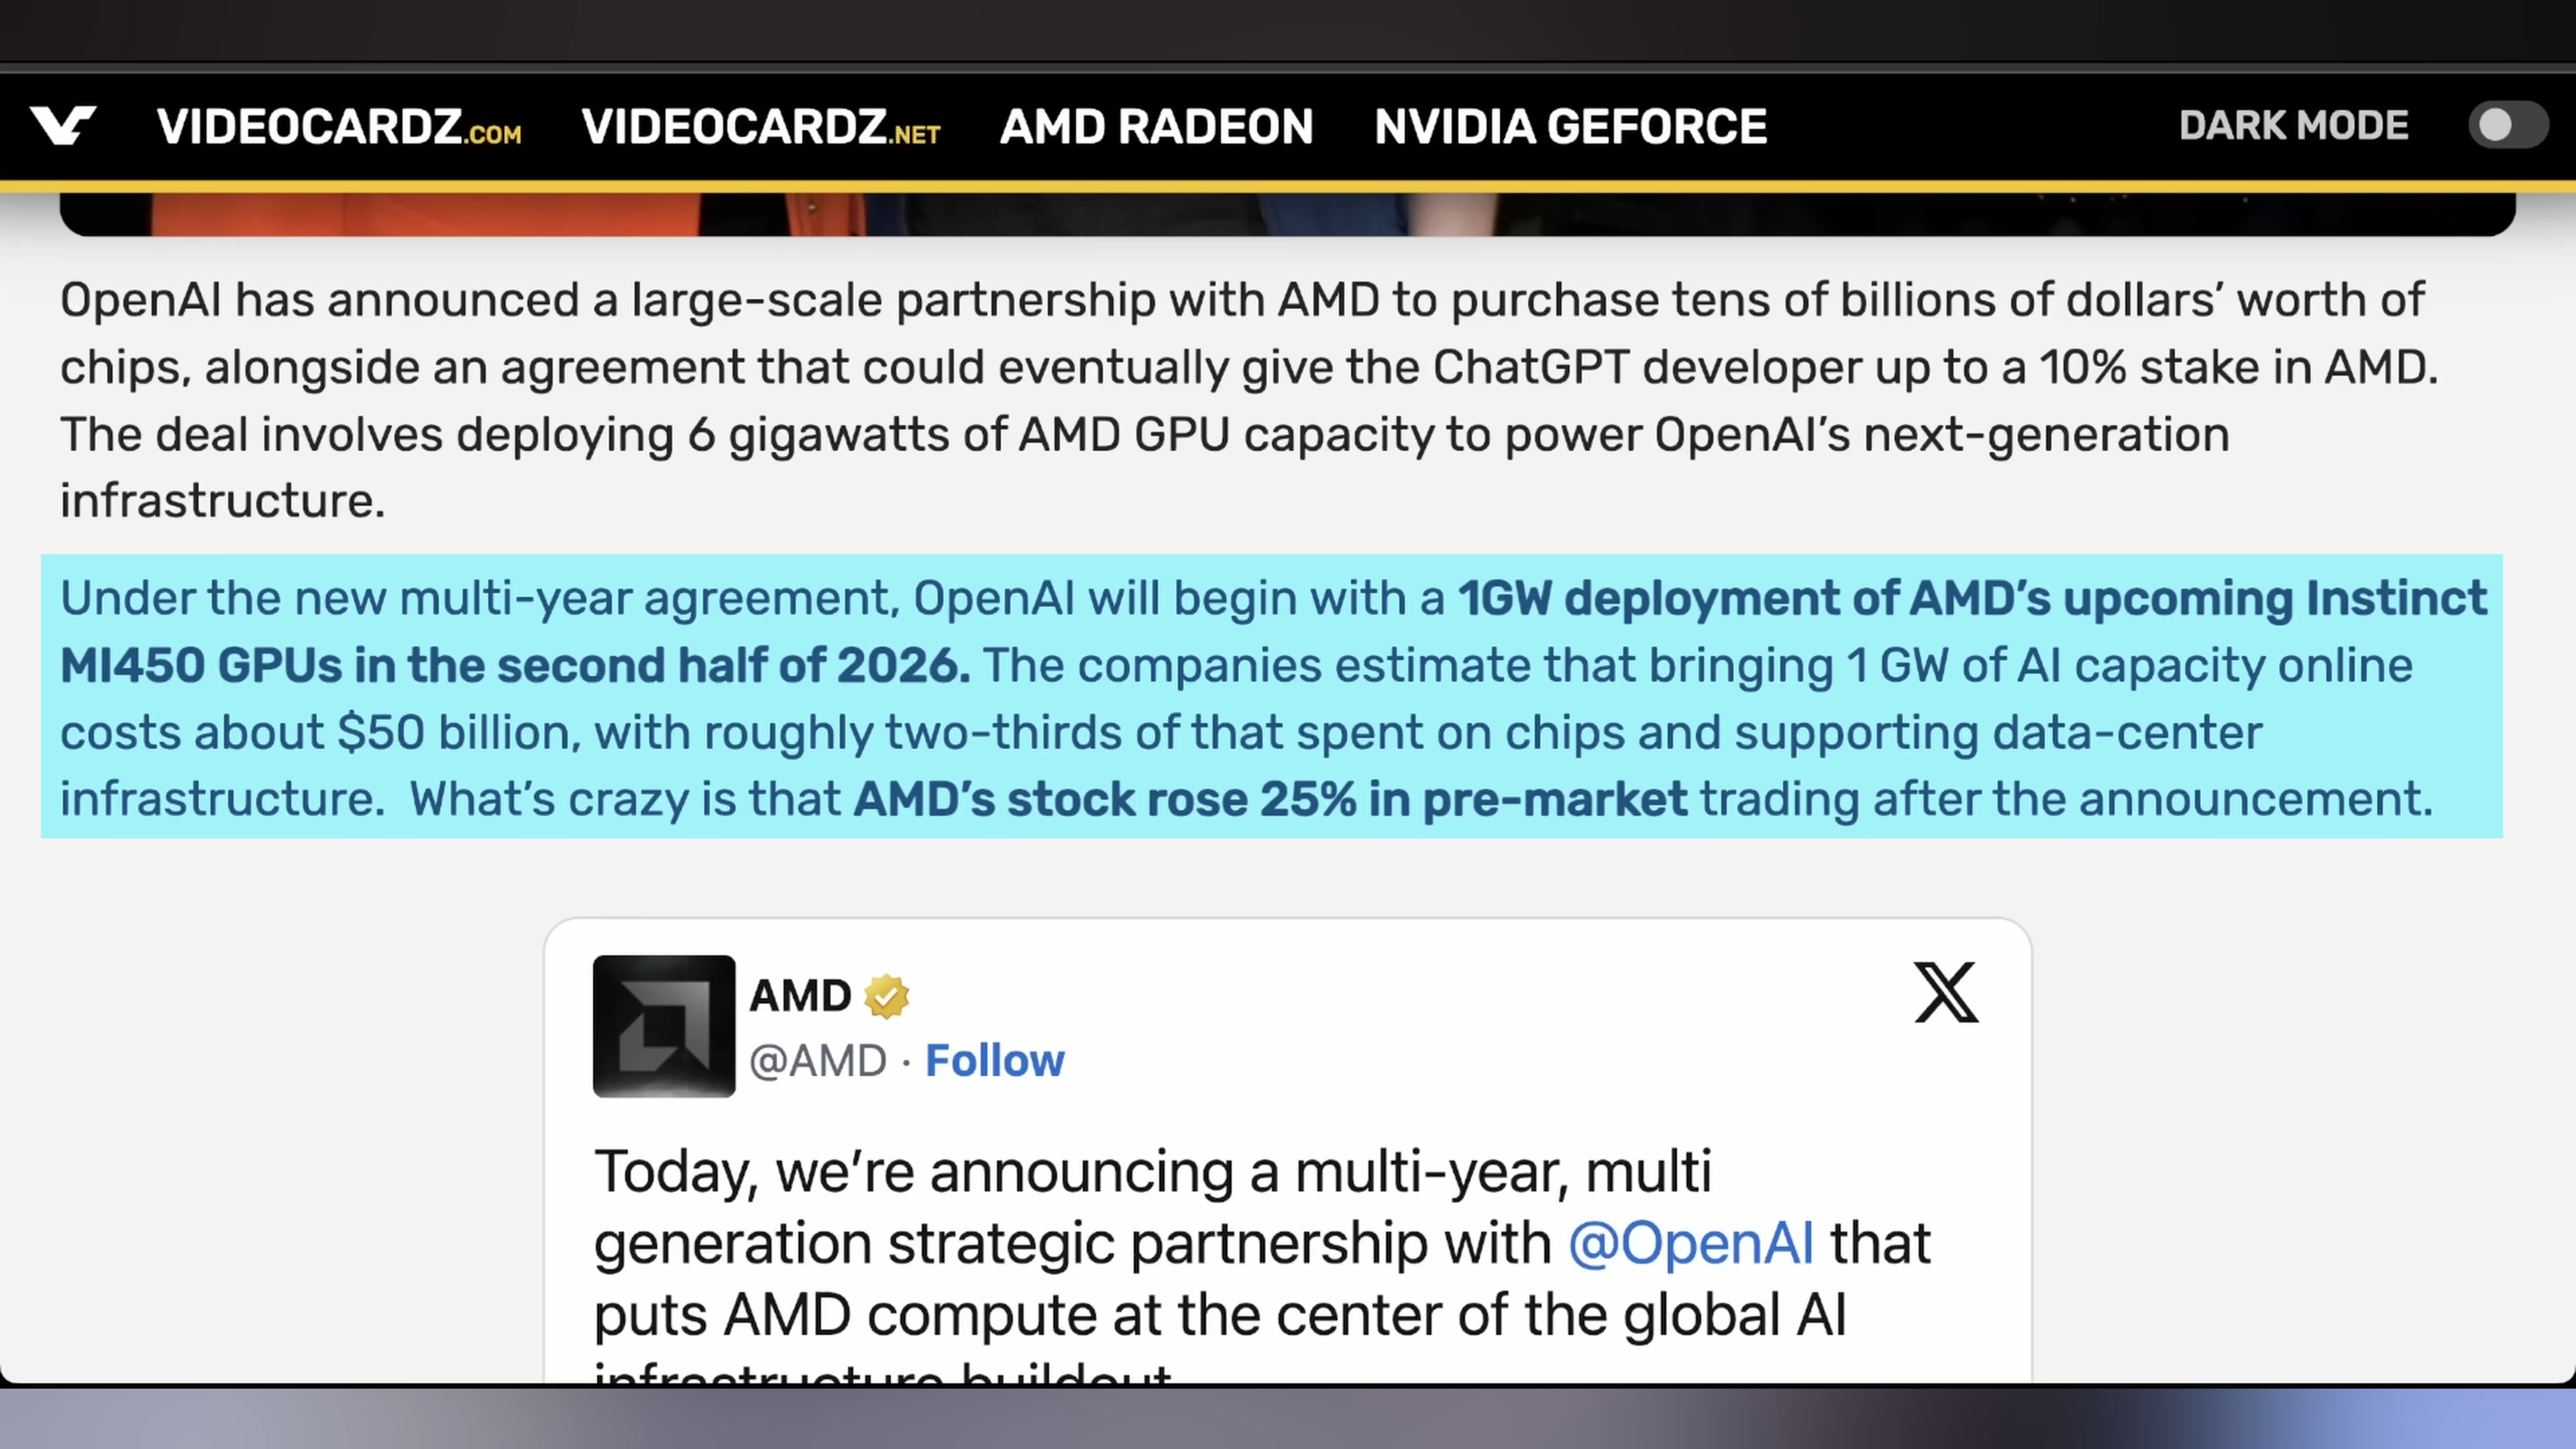 VIDEOCARDZ.COM VIDEOCARDZ.NET AMD RADEON NVIDIA GEFORCE DARK MODE
OpenAI has announced a large-scale partnership with AMD to purchase tens of billions of dollars’ worth of
chips, alongside an agreement that could eventually give the ChatGPT developer up to a 10% stake in AMD.
The deal involves deploying 6 gigawatts of AMD GPU capacity to power OpenAI’s next-generation
infrastructure.
Under the new multi-year agreement, OpenAI will begin with a 1GW deployment of AMD’s upcoming Instinct
MI450 GPUs in the second half of 2026. The companies estimate that bringing 1 GW of AI capacity online
costs about $50 billion, with roughly two-thirds of that spent on chips and supporting data-center
infrastructure. What’s crazy is that AMD’s stock rose 25% in pre-market trading after the announcement.
AMD
@AMD · Follow
Today, we’re announcing a multi-year, multi
generation strategic partnership with @OpenAI that
puts AMD compute at the center of the global AI
infrastructure buildout